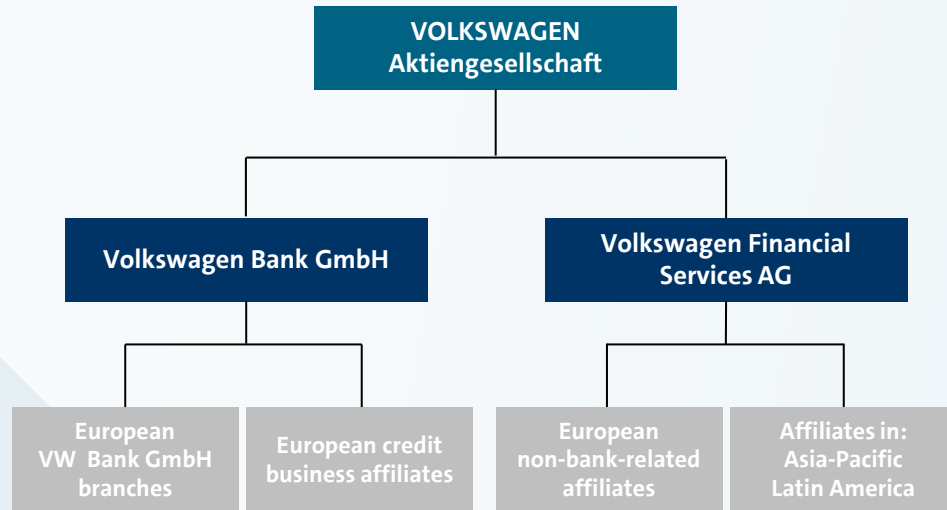 VOLKSWAGEN
Aktiengesellschaft
Volkswagen Bank GmbH
Volkswagen Financial
Services AG
European
VW Bank GmbH
branches
European credit
business affiliates
European
non-bank-related
affiliates
Affiliates in:
Asia-Pacific
Latin America